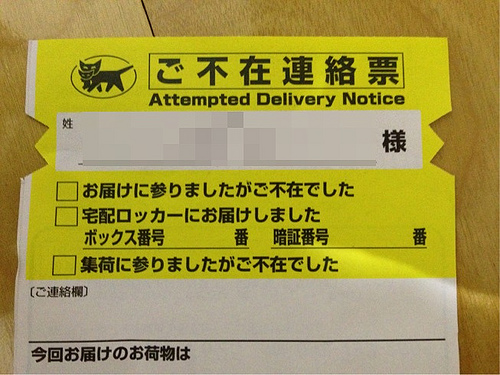 ご不在連絡票
Attempted Delivery Notice
姓
様
お届けに参りましたがご不在でした
宅配ロッカーにお届けしました
ボックス番号 番 暗証番号 番
集荷に参りましたがご不在でした
〔ご連絡欄〕
今回お届けのお荷物は